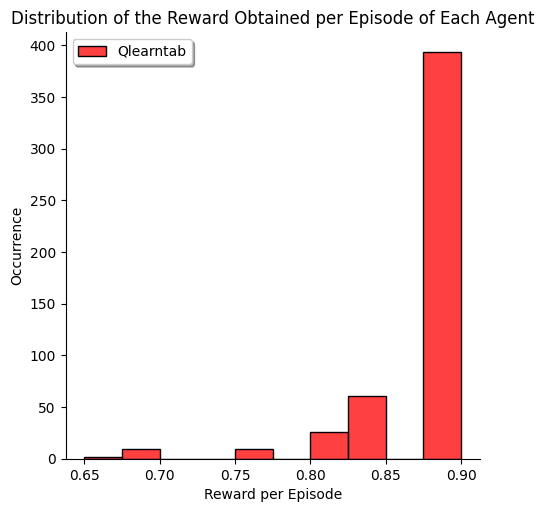 Distribution of the Reward Obtained per Episode of Each Agent
Qlearntab
400
350
300
250
200
150
100
50
0
Occurrence
0.65 0.70 0.75 0.80 0.85 0.90
Reward per Episode